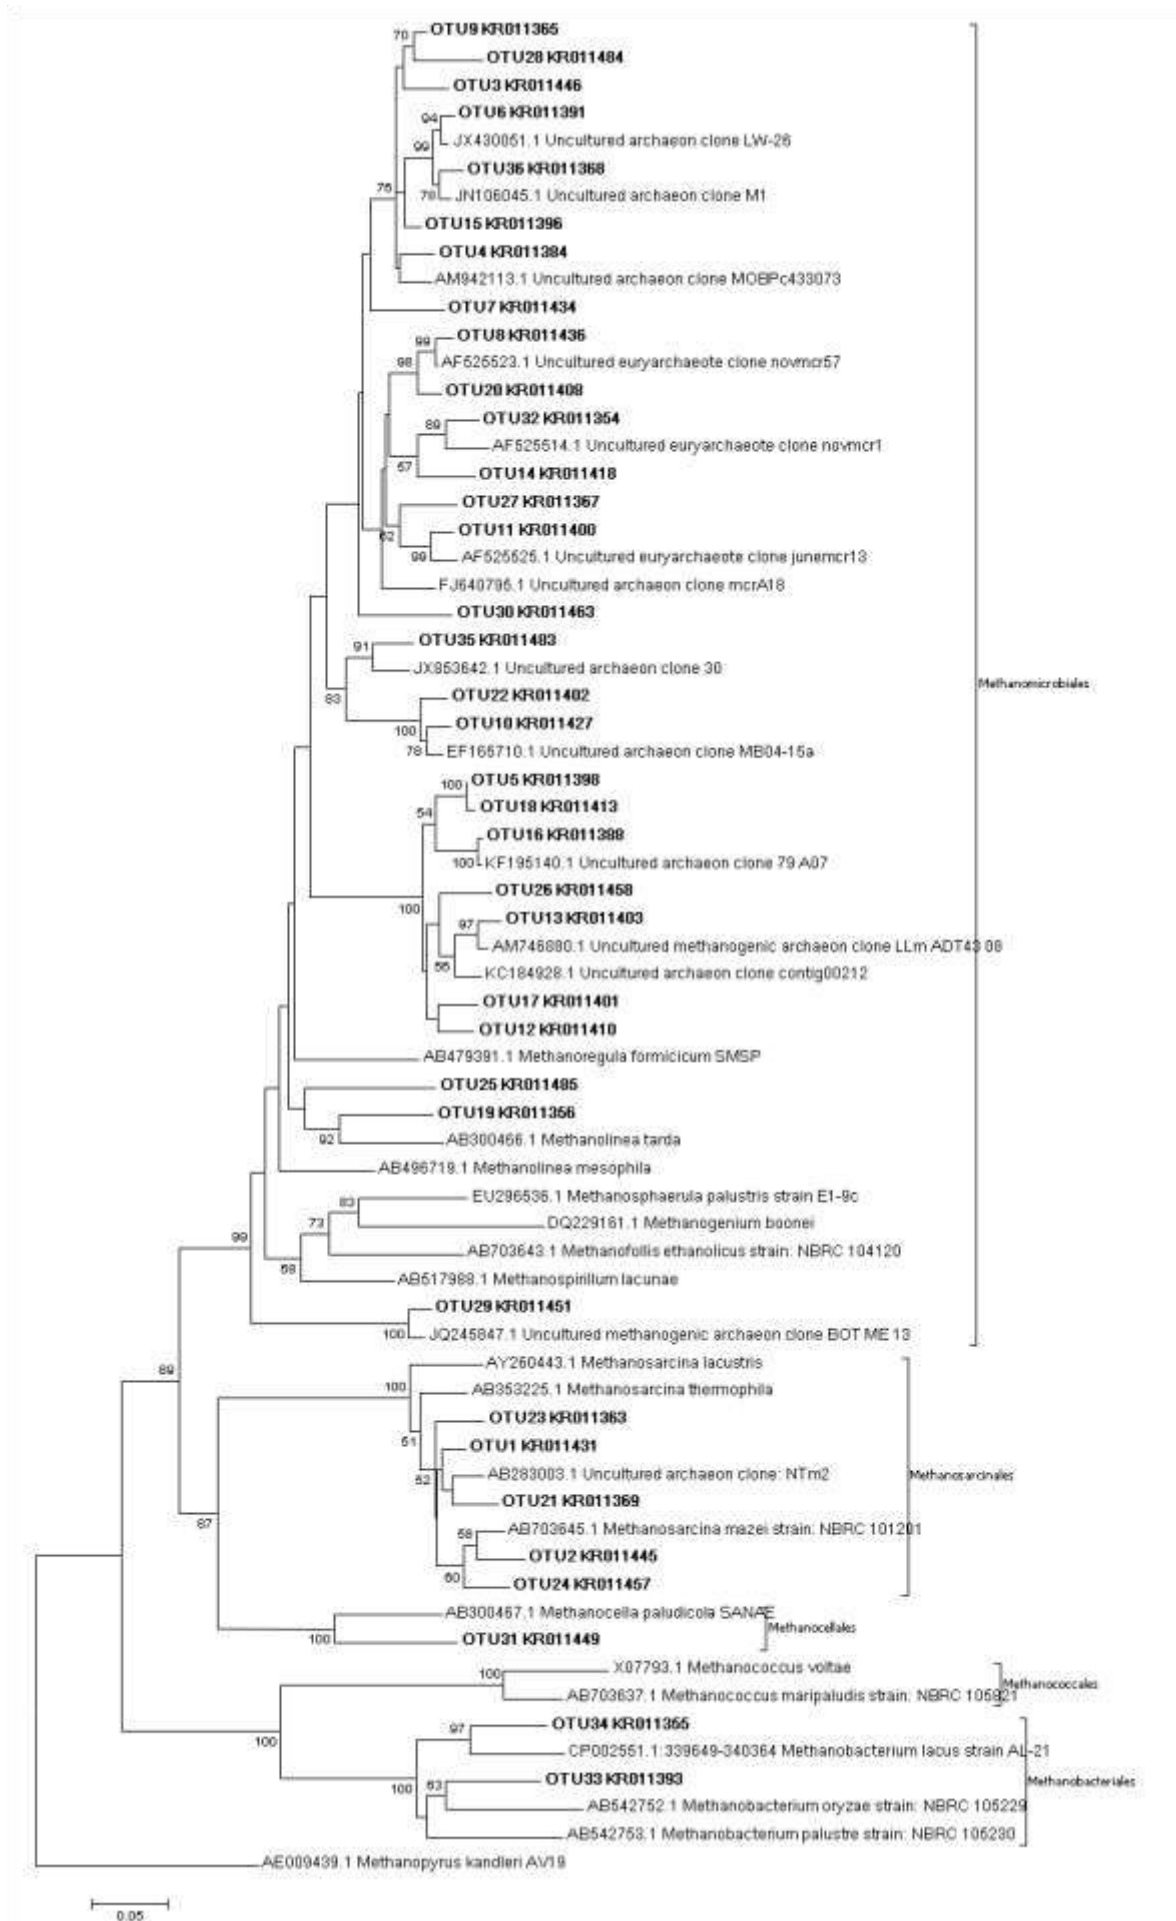 OTU9 KR011365
70
OTU28 KR011484
OTU3 KR011446
OTU6 KR011391
94
JX430051.1 Uncultured archaeon clone LW-26
99
OTU36 KR011368
76
78
JN106045.1 Uncultured archaeon clone M1
OTU15 KR011396
OTU4 KR011384
AM942113.1 Uncultured archaeon clone MOBPc433073
OTU7 KR011434
OTU8 KR011436
99
98
AF525523.1 Uncultured euryarchaeote clone novmcr57
OTU20 KR011408
OTU32 KR011354
89
AF525514.1 Uncultured euryarchaeote clone novmcr1
57
OTU14 KR011418
OTU27 KR011367
OTU11 KR011400
62
99
AF525525.1 Uncultured euryarchaeote clone junemcr13
FJ640795.1 Uncultured archaeon clone mcrA18
OTU30 KR011463
OTU35 KR011483
91
JX853642.1 Uncultured archaeon clone 30
Methanomicrobiales
83
OTU22 KR011402
OTU10 KR011427
100
78
EF165710.1 Uncultured archaeon clone MB04-15a
OTU5 KR011398
100
OTU18 KR011413
54
OTU16 KR011388
100
KF195140.1 Uncultured archaeon clone 79 A07
OTU26 KR011458
100
OTU13 KR011403
97
AM746880.1 Uncultured methanogenic archaeon clone LLm ADT43 08
56
KC184928.1 Uncultured archaeon clone contig00212
OTU17 KR011401
OTU12 KR011410
AB479391.1 Methanoregula formicicum SMSP
OTU25 KR011485
OTU19 KR011356
92
AB300466.1 Methanolinea tarda
AB496719.1 Methanolinea mesophila
EU296536.1 Methanosphaerula palustris strain E1-9c
83
73
DQ229161.1 Methanogenium boonei
99
AB703643.1 Methanofollis ethanolicus strain: NBRC 104120
58
AB517988.1 Methanospirillum lacunae
OTU29 KR011451
100
JQ245847.1 Uncultured methanogenic archaeon clone BOT ME 13
89
AY260443.1 Methanosarcina lacustris
100
AB353225.1 Methanosarcina thermophila
OTU23 KR011363
51
OTU1 KR011431
52
AB283003.1 Uncultured archaeon clone: NTm2
Methanosarcinales
OTU21 KR011369
87
58
AB703645.1 Methanosarcina mazei strain: NBRC 101201
OTU2 KR011445
60
OTU24 KR011457
AB300467.1 Methanocella paludicola SANAE
Methanocellales
100
OTU31 KR011449
100
X07793.1 Methanococcus voltae
Methanococcales
AB703637.1 Methanococcus maripaludis strain: NBRC 105821
OTU34 KR011355
97
100
CP002551.1:339649-340364 Methanobacterium lacus strain AL-21
OTU33 KR011393
Methanobacteriales
100
63
AB542752.1 Methanobacterium oryzae strain: NBRC 105229
AB542753.1 Methanobacterium palustre strain: NBRC 105230
AE009439.1 Methanopyrus kandleri AV19
0.05